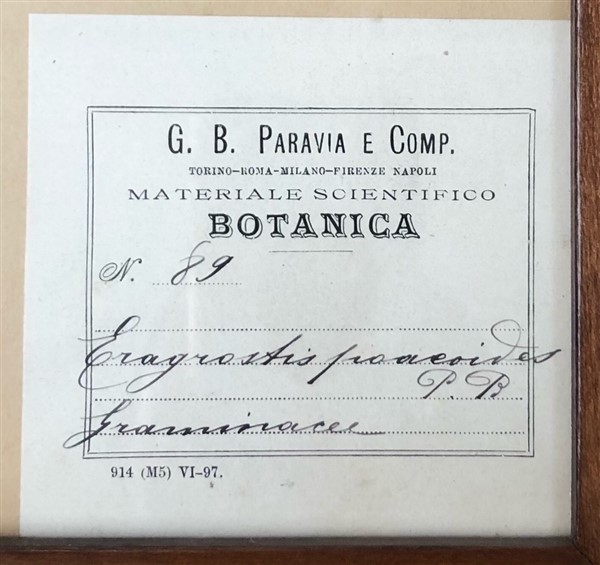 G. B. PARAVIA E COMP.
TORINO-ROMA-MILANO-FIRENZE NAPOLI
MATERIALE SCIENTIFICO
BOTANICA
N. 89
Eragrostis poaeoides
P. B
Graminacee
914 (M5) VI-97.